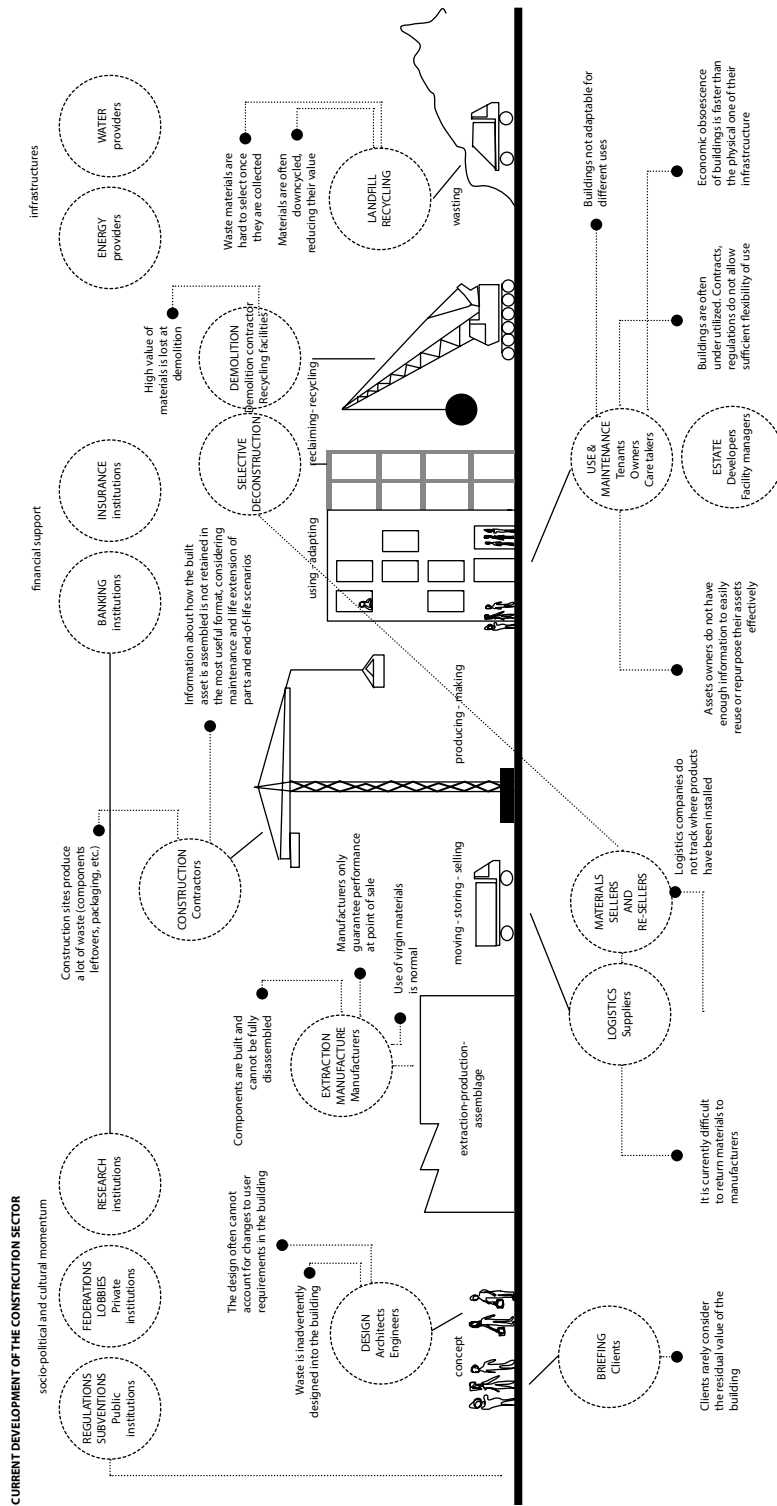 CURRENT DEVELOPMENT OF THE CONSTRCUTION SECTOR
socio-political and cultural momentum
financial support
infrastructures
REGULATIONS
SUBVENTIONS
Public
institutions
FEDERATIONS
LOBBIES
Private
institutions
RESEARCH
institutions
BANKING
institutions
INSURANCE
institutions
ENERGY
providers
WATER
providers
Construction sites produce
a lot of waste (components
leftovers, packaging, etc.)
Information about how the built
asset is assembled is not retained in
the most useful format, considering
maintenance and life extension of
parts and end-of-life scenarios
High value of
materials is lost at
demolition
Waste materials are
hard to select once
they are collected
Materials are often
downcycled,
reducing their value
The design often cannot
account for changes to user
requirements in the building
Waste is inadvertently
designed into the building
Components are built and
cannot be fully
disassembled
Manufacturers only
guarantee performance
at point of sale
Use of virgin materials
is normal
DESIGN
Architects
Engineers
EXTRACTION
MANUFACTURE
Manufacturers
CONSTRUCTION
Contractors
SELECTIVE
DECONSTRUCTION
DEMOLITION
Demolition contractor
Recycling facilities
LANDFILL
RECYCLING
concept
extraction-production-
assemblage
moving - storing - selling
producing - making
using - adapting
reclaiming- recycling
wasting
BRIEFING
Clients
LOGISTICS
Suppliers
MATERIALS
SELLERS
AND
RE-SELLERS
USE &
MAINTENANCE
Tenants
Owners
Care takers
ESTATE
Developers
Facility managers
Clients rarely consider
the residual value of the
building
It is currently difficult
to return materials to
manufacturers
Logistics companies do
not track where products
have been installed
Assets owners do not have
enough information to easily
reuse or repurpose their assets
effectively
Buildings are often
under utilized. Contracts,
regulations do not allow
sufficient flexibility of use
Buildings not adaptable for
different uses
Economic obsoescence
of buildings is faster than
the physical one of their
infrastrcucture